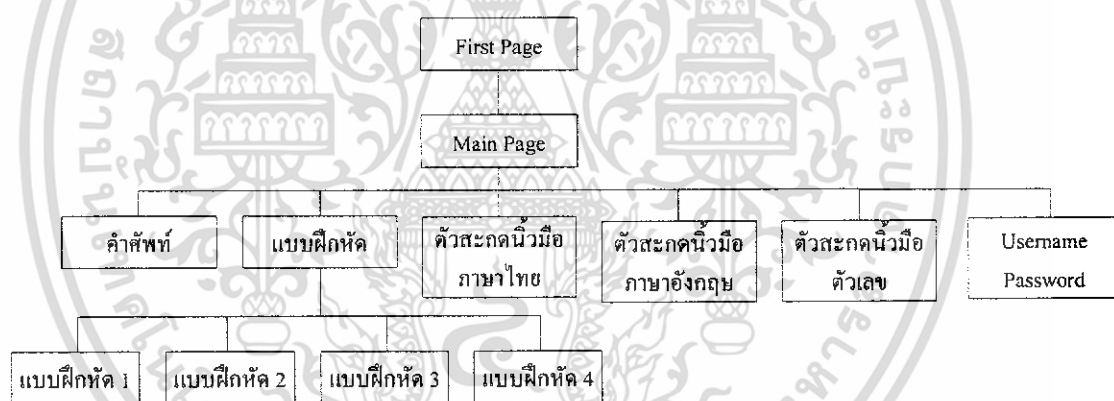 First Page
Main Page
คำศัพท์
แบบฝึกหัด
ตัวสะกดนิ้วมือ
ภาษาไทย
ตัวสะกดนิ้วมือ
ภาษาอังกฤษ
ตัวสะกดนิ้วมือ
ตัวเลข
Username
Password
แบบฝึกหัด 1
แบบฝึกหัด 2
แบบฝึกหัด 3
แบบฝึกหัด 4